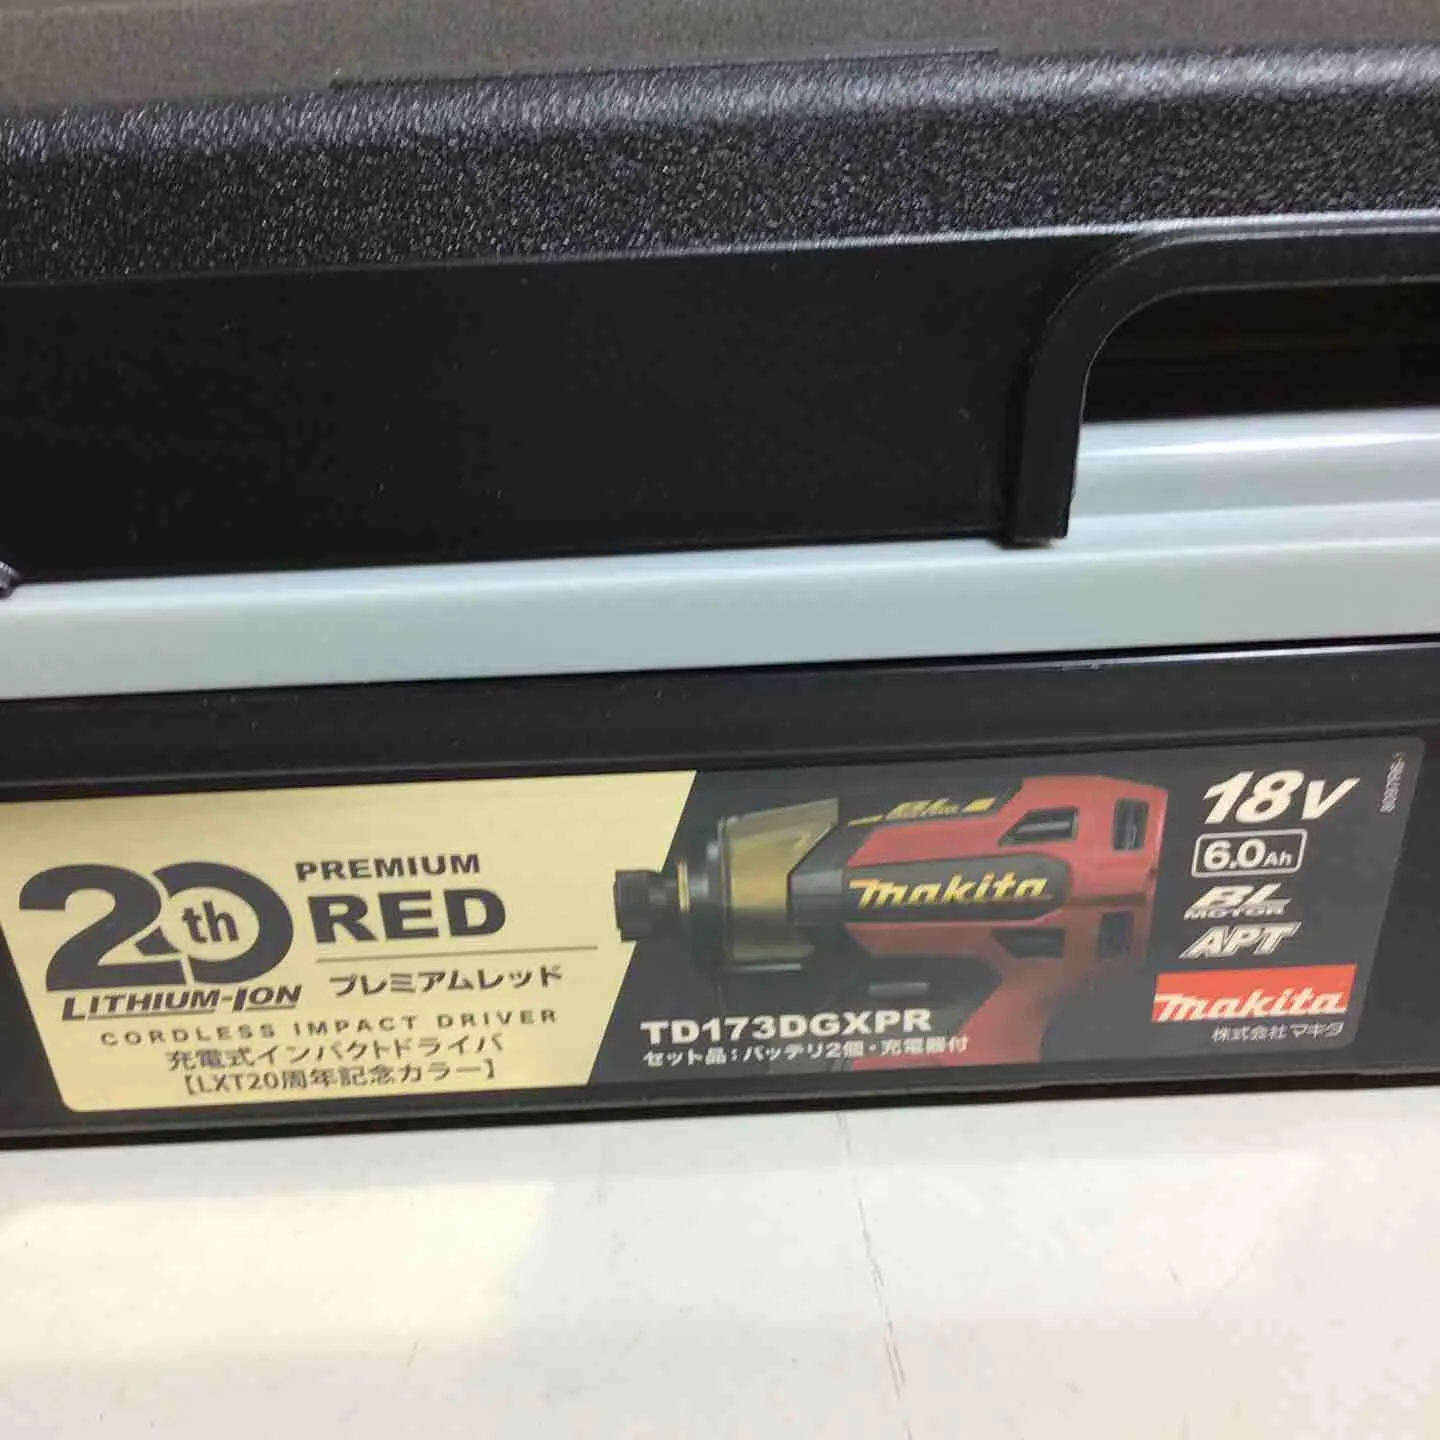 20th
LITHIUM-ION
PREMIUM
RED
プレミアムレッド
CORDLESS IMPACT DRIVER
充電式インパクトドライバ
【LXT20周年記念カラー】
BL
makita
TD173DGXPR
セット品：バッテリ2個・充電器付
18V
6.0Ah
BL
MOTOR
APT
makita
株式会社マキタ